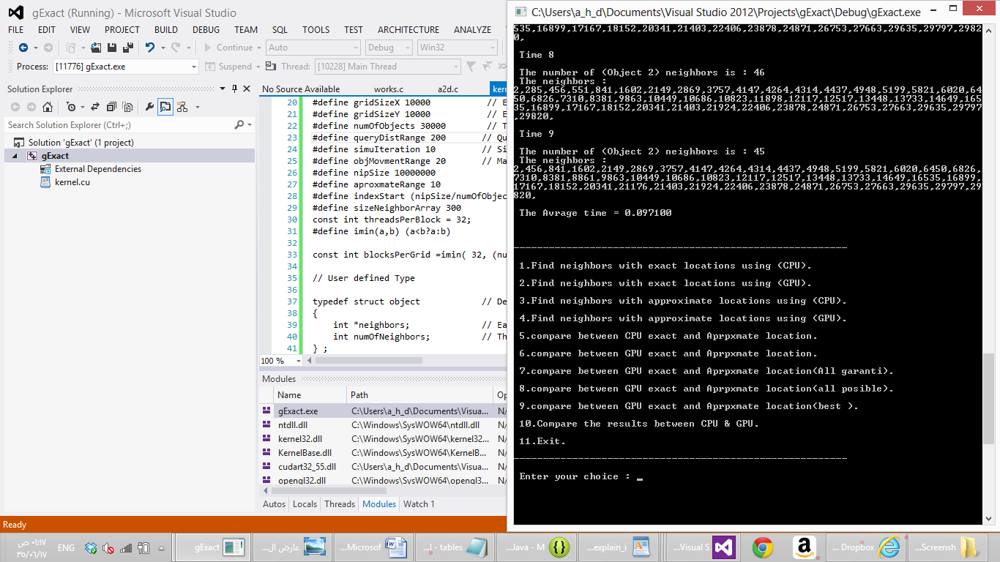 gExact (Running) - Microsoft Visual Studio
FILE EDIT VIEW PROJECT BUILD DEBUG TEAM SQL TOOLS TEST ARCHITECTURE ANALYZE
Continue Auto Debug Win32
Process: [11776] gExact.exe Suspend Thread: [10228] Main Thread
Solution Explorer
Search Solution Explorer (Ctrl+;)
Solution 'gExact' (1 project)
gExact
External Dependencies
kernel.cu
No Source Available works.c a2d.c kern
20 #define gridSizeX 10000 // E
21 #define gridSizeY 10000 // E
22 #define numOfObjects 30000 // T
23 #define queryDistRange 200 // Qu
24 #define simuIteration 10 // Si
25 #define objMovmentRange 20 // Ma
26 #define nipSize 10000000
27 #define aproxmateRange 10
28 #define indexStart (nipSize/numOfObjec
29 #define sizeNeighborArray 300
30 const int threadsPerBlock = 32;
31 #define imin(a,b) (a<b?a:b)
32
33 const int blocksPerGrid =imin( 32, (nu
34
35 // User defined Type
36
37 typedef struct object // De
38 {
39 int *neighbors; // Ea
40 int numOfNeighbors; // Th
41 } ;
100 %
Modules
Name Path Op
gExact.exe C:\Users\a_h_d\Documents\Visua... N/
ntdll.dll C:\Windows\SysWOW64\ntdll.dll N/
kernel32.dll C:\Windows\SysWOW64\kernel32... N/
KernelBase.dll C:\Windows\SysWOW64\KernelB... N/
cudart32_55.dll C:\Users\a_h_d\Documents\Visua... N/
opengl32.dll C:\Windows\SysWOW64\opengl3... N/
Autos Locals Threads Modules Watch 1
Ready
C:\Users\a_h_d\Documents\Visual Studio 2012\Projects\gExact\Debug\gExact.exe
535,16899,17167,18152,20341,21403,22406,23878,24871,26753,27663,29635,29797,2982
0,
Time 8
The number of (Object 2) neighbors is : 46
The neighbors :
2,285,456,551,841,1602,2149,2869,3757,4147,4264,4314,4437,4948,5199,5821,6020,64
50,6826,7310,8381,9863,10449,10686,10823,11898,12117,12517,13448,13733,14649,165
35,16899,17167,18152,20341,21403,21924,22406,23878,24871,26753,27663,29635,29797
,29820,
Time 9
The number of (Object 2) neighbors is : 45
The neighbors :
2,456,841,1602,2149,2869,3757,4147,4264,4314,4437,4948,5199,5821,6020,6450,6826,
7310,8381,8861,9863,10449,10686,10823,12117,12517,13448,13733,14649,16535,16899,
17167,18152,20341,21176,21403,21924,22406,23878,24871,26753,27663,29635,29797,29
820,
The Avrage time = 0.097100
1.Find neighbors with exact locations using (CPU).
2.Find neighbors with exact locations using (GPU).
3.Find neighbors with approximate locations using (CPU).
4.Find neighbors with approximate locations using (GPU).
5.compare between CPU exact and Aprpxmate location.
6.compare between GPU exact and Aprpxmate location.
7.compare between GPU exact and Aprpxmate location(All garanti).
8.compare between GPU exact and Aprpxmate location(all posible).
9.compare between GPU exact and Aprpxmate location(best ).
10.Compare the results between CPU & GPU.
11.Exit.
Enter your choice : _
٠١:١٧ ص
٣٥/٠٦/١٧
ENG gExact عارض ال... Microsof... tables - إ... Java - M... explain_i... Visual S... a Dropbox ... Screensh...